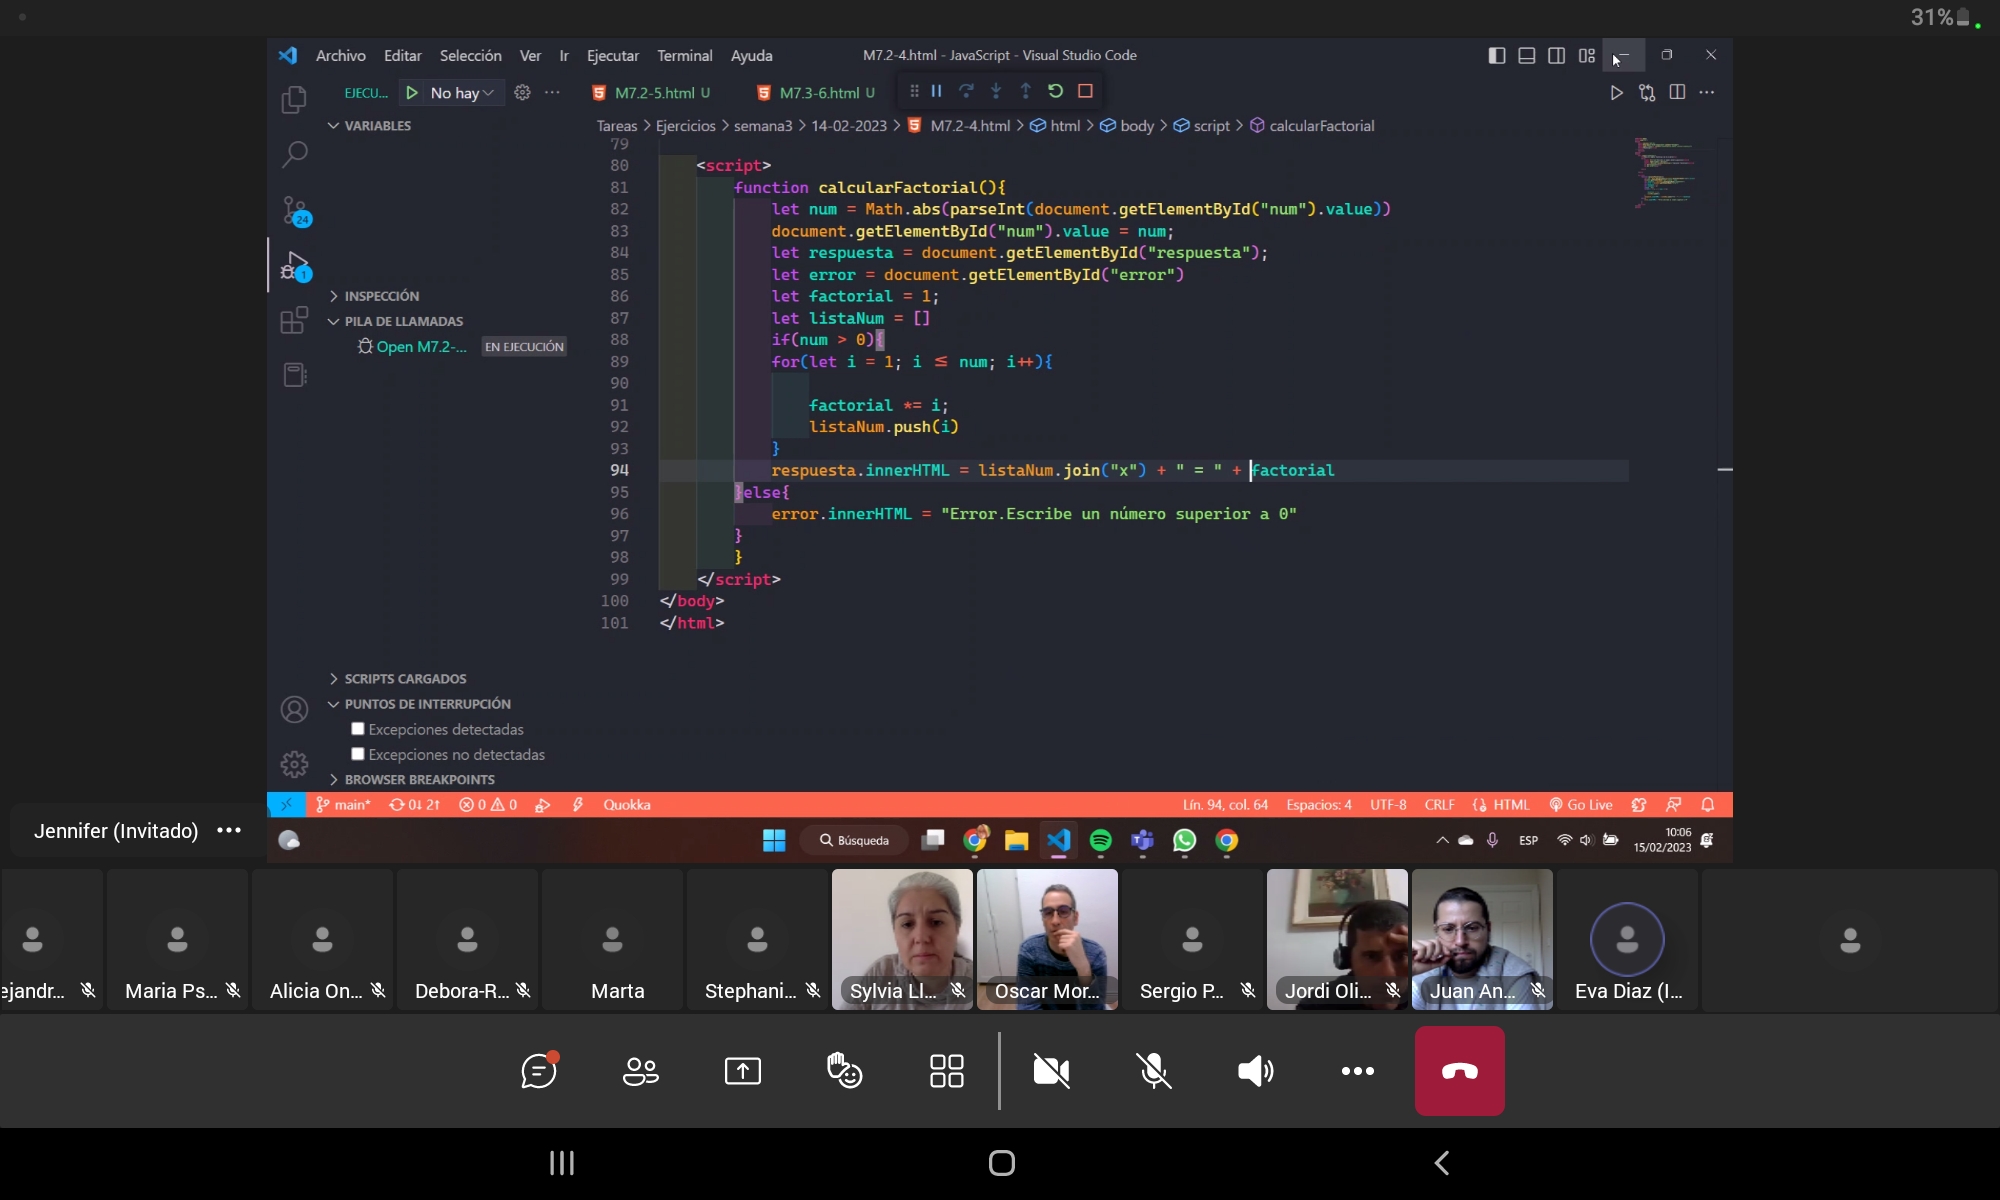 31%
Archivo Editar Selección Ver Ir Ejecutar Terminal Ayuda M7.2-4.html - JavaScript - Visual Studio Code
EJECU... No hay M7.2-5.html U M7.3-6.html U
VARIABLES
Tareas > Ejercicios > semana3 > 14-02-2023 > M7.2-4.html > html > body > script > calcularFactorial
79
80 <script>
81 function calcularFactorial(){
82 let num = Math.abs(parseInt(document.getElementById("num").value))
83 document.getElementById("num").value = num;
84 let respuesta = document.getElementById("respuesta");
85 let error = document.getElementById("error")
86 let factorial = 1;
87 let listaNum = []
88 if(num > 0){
89 for(let i = 1; i ≤ num; i++){
90
91 factorial *= i;
92 listaNum.push(i)
93 }
94 respuesta.innerHTML = listaNum.join("x") + " = " + factorial
95 }else{
96 error.innerHTML = "Error.Escribe un número superior a 0"
97 }
98 }
99 </script>
100 </body>
101 </html>
24
1
INSPECCIÓN
PILA DE LLAMADAS
Open M7.2-... EN EJECUCIÓN
SCRIPTS CARGADOS
PUNTOS DE INTERRUPCIÓN
Excepciones detectadas
Excepciones no detectadas
BROWSER BREAKPOINTS
main* 0↓ 2↑ 0 0 Quokka Lín. 94, col. 64 Espacios: 4 UTF-8 CRLF HTML Go Live
Jennifer (Invitado) •••
Búsqueda ESP 10:06
15/02/2023
ejandr... Maria Ps... Alicia On... Debora-R... Marta Stephani... Sylvia Ll... Oscar Mor... Sergio P... Jordi Oli... Juan An... Eva Diaz (I...